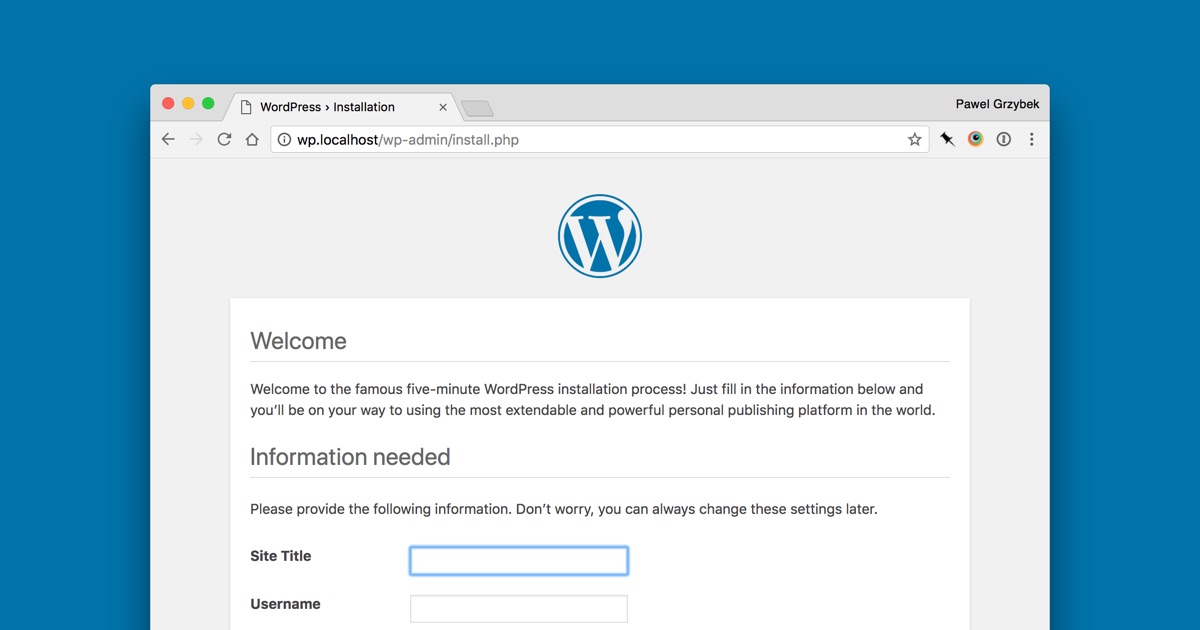 WordPress › Installation
Pawel Grzybek
wp.localhost/wp-admin/install.php
W
Welcome
Welcome to the famous five-minute WordPress installation process! Just fill in the information below and
you’ll be on your way to using the most extendable and powerful personal publishing platform in the world.
Information needed
Please provide the following information. Don’t worry, you can always change these settings later.
Site Title
Username